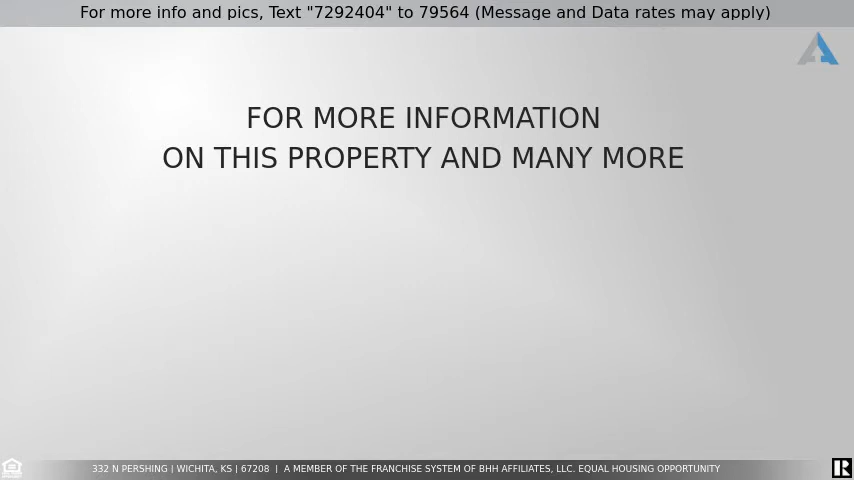 For more info and pics, Text "7292404" to 79564 (Message and Data rates may apply)
FOR MORE INFORMATION
ON THIS PROPERTY AND MANY MORE
332 N PERSHING | WICHITA, KS | 67208 | A MEMBER OF THE FRANCHISE SYSTEM OF BHH AFFILIATES, LLC. EQUAL HOUSING OPPORTUNITY